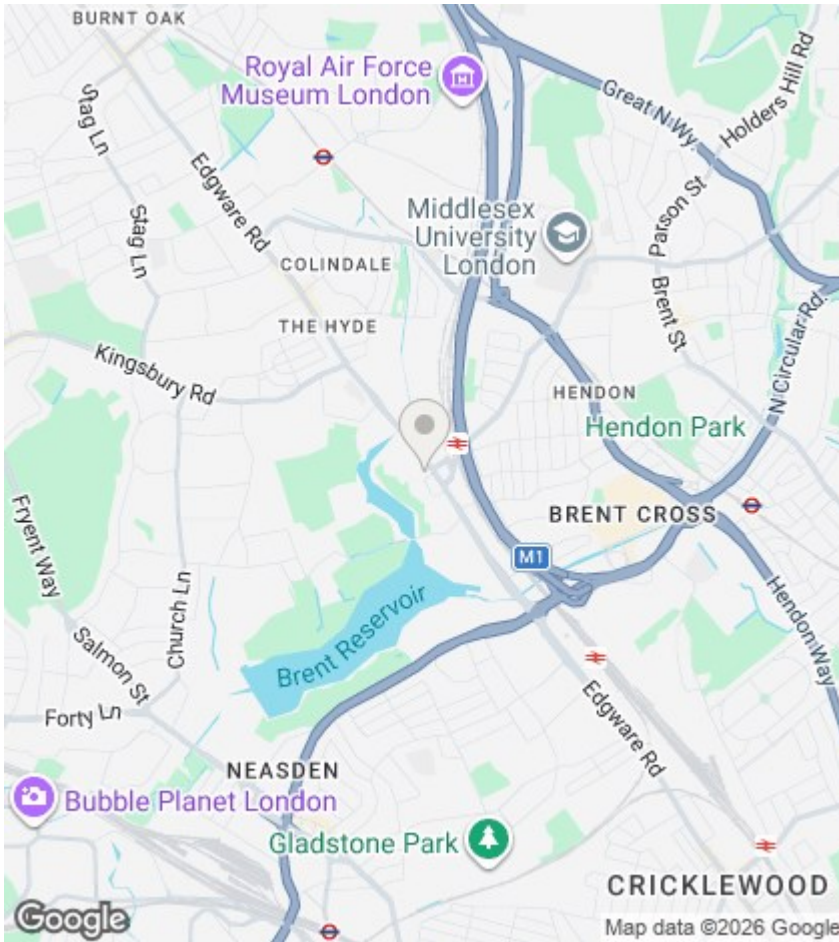 BURNT OAK
Royal Air Force
Museum London
Stag Ln
Great N Wy.
Holders Hill Rd
Edgware Rd
Stag Ln
Middlesex
University
London
Parson St
COLINDALE
Brent St
THE HYDE
N Circular Rd.
Kingsbury Rd
HENDON
Hendon Park
Fryent Way
BRENT CROSS
M1
Church Ln
Hendon Way
Brent Reservoir
Salmon St
Forty Ln
Edgware Rd
NEASDEN
Bubble Planet London
Gladstone Park
CRICKLEWOOD
Google
Map data ©2026 Google